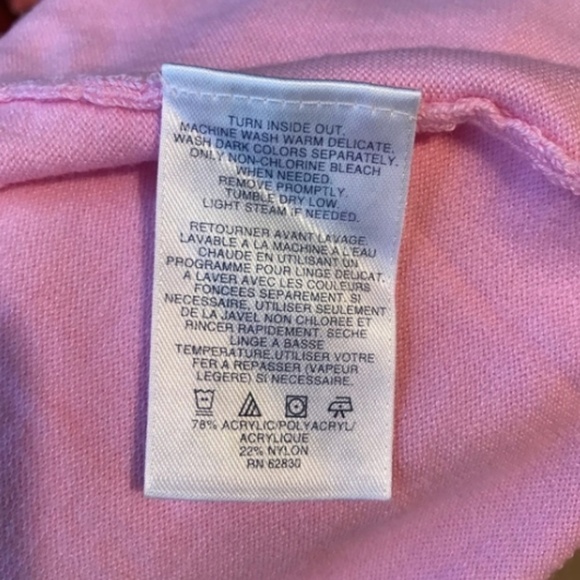 TURN INSIDE OUT.
MACHINE WASH WARM DELICATE.
WASH DARK COLORS SEPARATELY.
ONLY NON-CHLORINE BLEACH
WHEN NEEDED.
REMOVE PROMPTLY.
TUMBLE DRY LOW.
LIGHT STEAM IF NEEDED.
RETOURNER AVANT LAVAGE.
LAVABLE A LA MACHINE A L'EAU
CHAUDE EN UTILISANT UN
PROGRAMME POUR LINGE DELICAT.
A LAVER AVEC LES COULEURS
FONCEES SEPAREMENT. SI
NECESSAIRE, UTILISER SEULEMENT
DE LA JAVEL NON CHLOREE ET
RINCER RAPIDEMENT. SECHE
LINGE A BASSE
TEMPERATURE.UTILISER VOTRE
FER A REPASSER (VAPEUR
LEGERE) SI NECESSAIRE.
78% ACRYLIC/POLYACRYL/
ACRYLIQUE
22% NYLON
RN 62830